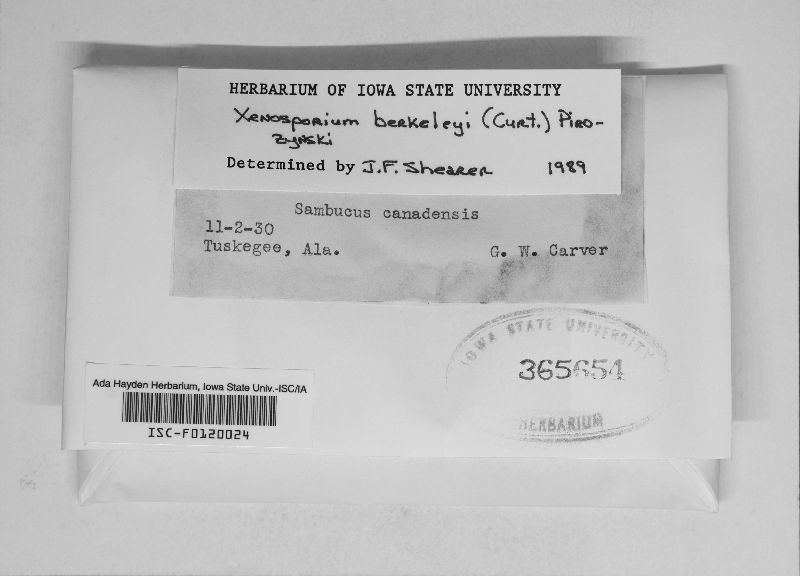 HERBARIUM OF IOWA STATE UNIVERSITY
Xenosporium berkeleyi (Curt.) Piro-
zynski
Determined by J.F. Shearer 1989
Sambucus canadensis
11-2-30
Tuskegee, Ala. G. W. Carver
IOWA STATE UNIVERSITY
365654
HERBARIUM
Ada Hayden Herbarium, Iowa State Univ.-ISC/IA
ISC-F0120024